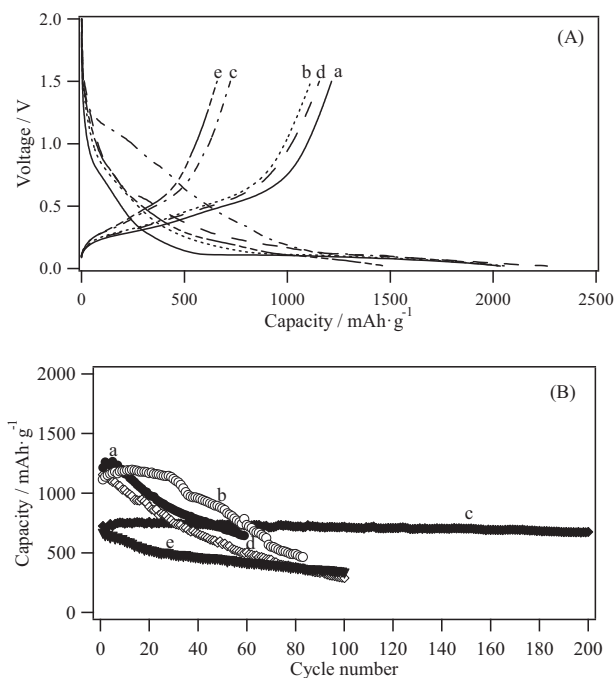 (A)
2.0
1.5
1.0
0.5
0.0
Voltage / V
e c b d a
0 500 1000 1500 2000 2500
Capacity / mAh·g-1
(B)
2000
1500
1000
500
0
Capacity / mAh·g-1
a
b
c
d
e
0 20 40 60 80 100 120 140 160 180 200
Cycle number